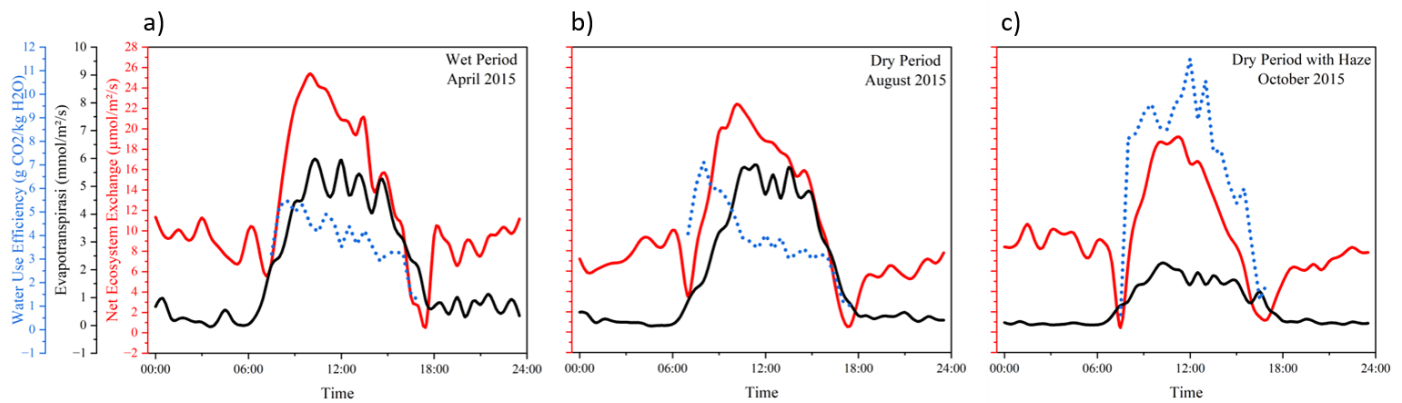 a)
b)
c)
Water Use Efficiency (g CO2/kg H2O)
12
11
10
9
8
7
6
5
4
3
2
1
0
−1
Evapotranspirasi (mmol/m²/s)
10
9
8
7
6
5
4
3
2
1
0
−1
Net Ecosystem Exchange (µmol/m²/s)
28
26
24
22
20
18
16
14
12
10
8
6
4
2
0
−2
Wet Period
April 2015
00:00 06:00 12:00 18:00 24:00
Time
Dry Period
August 2015
00:00 06:00 12:00 18:00 24:00
Time
Dry Period with Haze
October 2015
00:00 06:00 12:00 18:00 24:00
Time